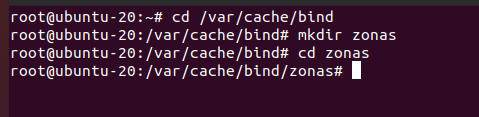 root@ubuntu-20:~# cd /var/cache/bind
root@ubuntu-20:/var/cache/bind# mkdir zonas
root@ubuntu-20:/var/cache/bind# cd zonas
root@ubuntu-20:/var/cache/bind/zonas#